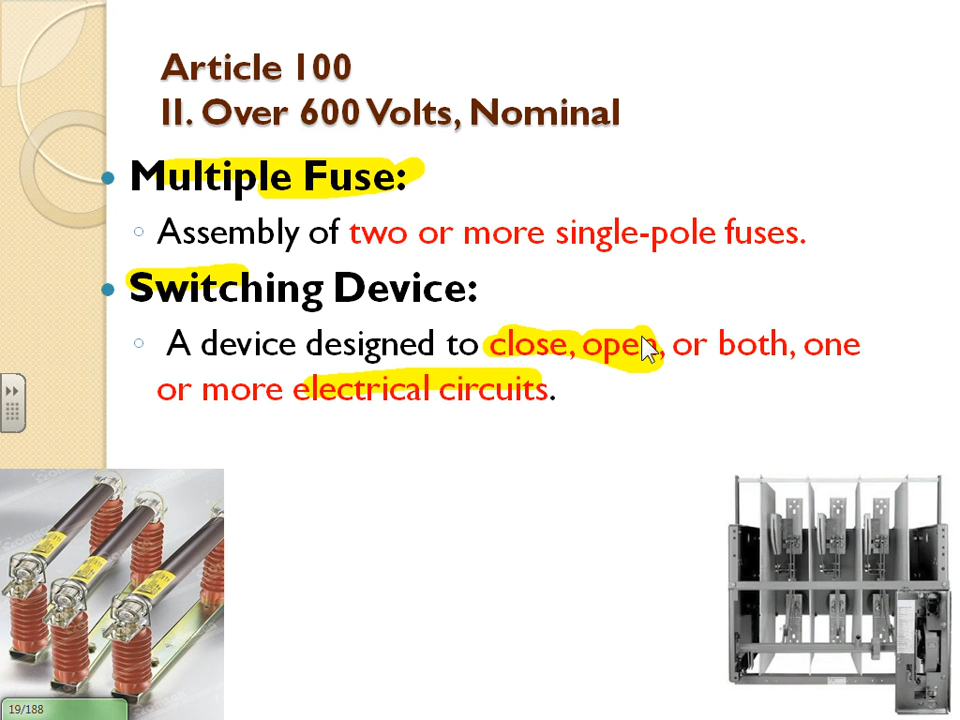 Article 100
II. Over 600 Volts, Nominal
Multiple Fuse:
Assembly of two or more single-pole fuses.
Switching Device:
A device designed to close, open, or both, one
or more electrical circuits.
19/188